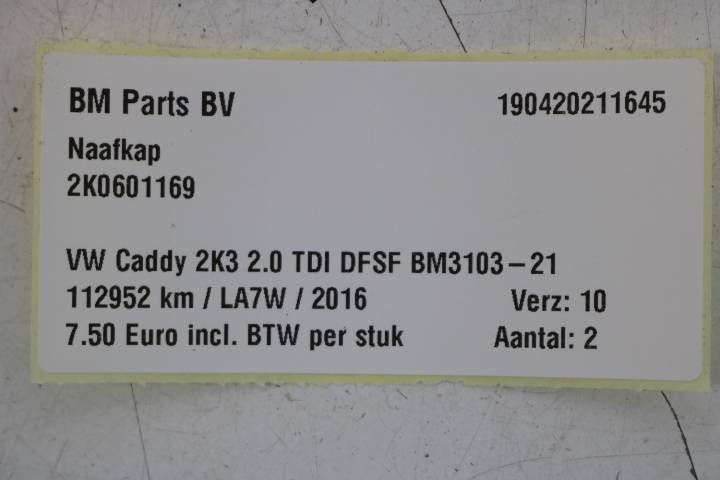 BM Parts BV 190420211645
Naafkap
2K0601169
VW Caddy 2K3 2.0 TDI DFSF BM3103-21
112952 km / LA7W / 2016 Verz: 10
7.50 Euro incl. BTW per stuk Aantal: 2